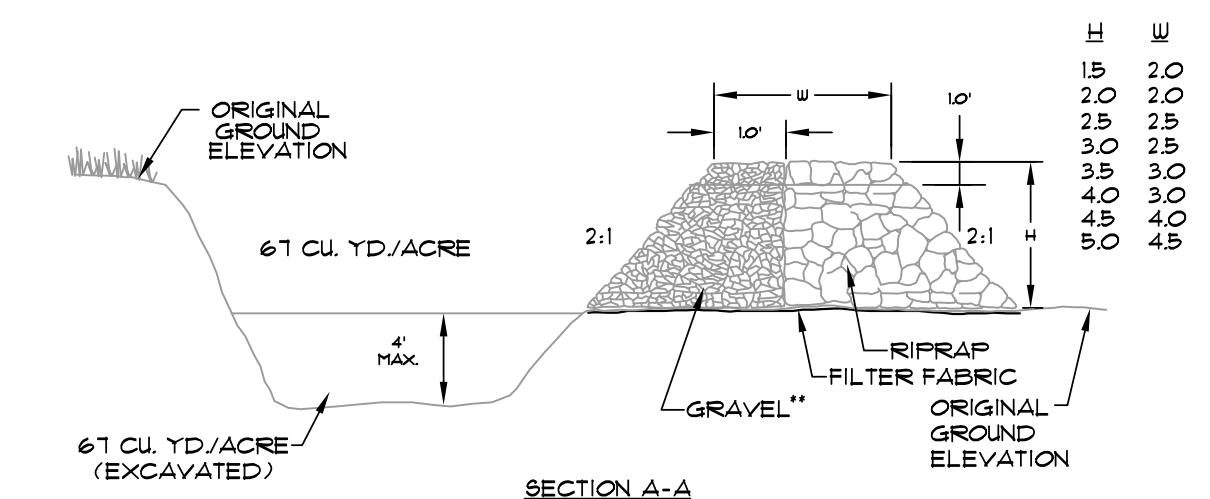 H W
1.5 2.0
2.0 2.0
2.5 2.5
3.0 2.5
3.5 3.0
4.0 3.0
4.5 4.0
5.0 4.5
ORIGINAL
GROUND
ELEVATION
W
1.0'
1.0'
67 CU. YD./ACRE
2:1
2:1
H
4'
MAX.
RIPRAP
FILTER FABRIC
GRAVEL**
ORIGINAL
GROUND
ELEVATION
67 CU. YD./ACRE
(EXCAVATED)
SECTION A-A